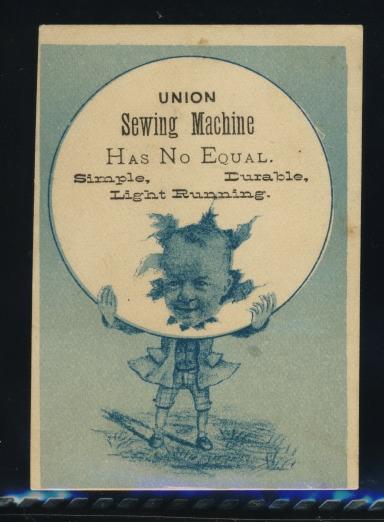 UNION
Sewing Machine
HAS NO EQUAL.
Simple, Durable,
Light Running.